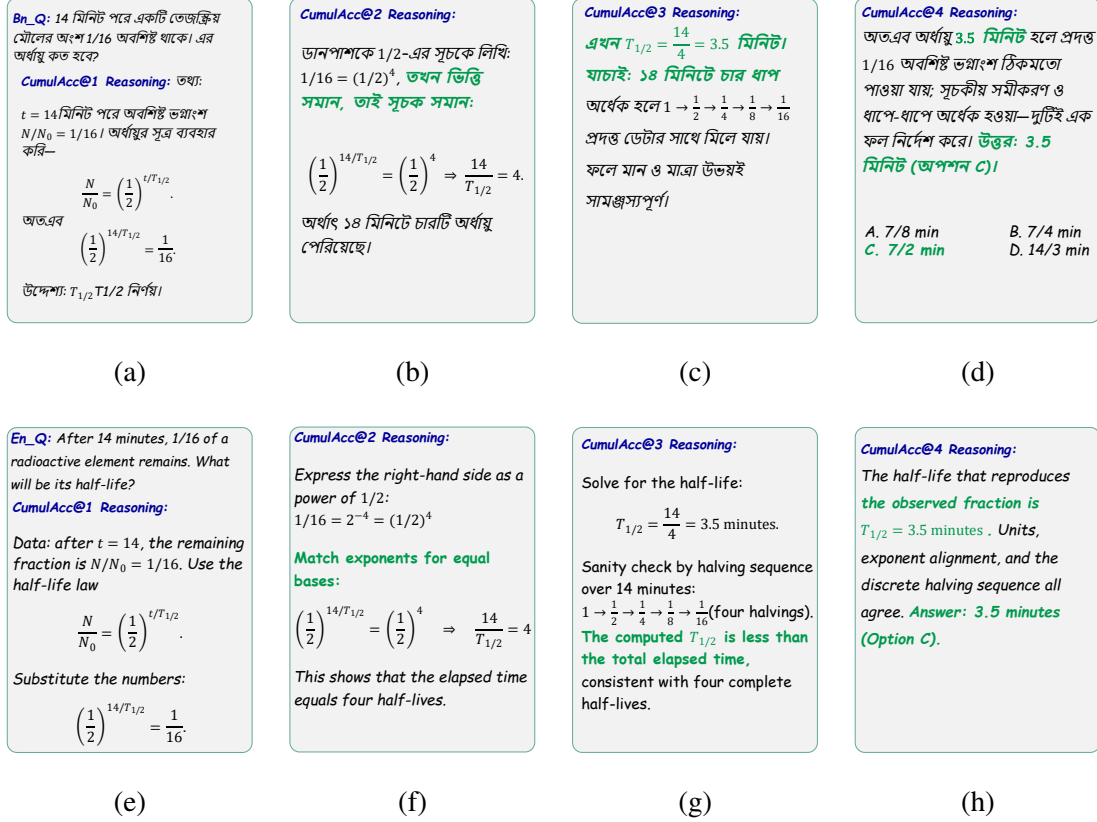 Bn_Q: 14 মিনিট পরে একটি তেজস্ক্রিয়
মৌলের অংশ 1/16 অবশিষ্ট থাকে। এর
অর্ধায়ু কত হবে?
CumulAcc@1 Reasoning: তথ্য:
t = 14মিনিট পরে অবশিষ্ট ভগ্নাংশ
N/N₀ = 1/16। অর্ধায়ুর সূত্র ব্যবহার
করি—
N/N₀ = (1/2)^{t/T_{1/2}}.
অতএব
(1/2)^{14/T_{1/2}} = 1/16.
উদ্দেশ্য: T_{1/2}T1/2 নির্ণয়।
(a)
CumulAcc@2 Reasoning:
ডানপাশকে 1/2-এর সূচকে লিখি:
1/16 = (1/2)⁴, তখন ভিত্তি
সমান, তাই সূচক সমান:
(1/2)^{14/T_{1/2}} = (1/2)⁴ ⇒ 14/T_{1/2} = 4.
অর্থাৎ ১৪ মিনিটে চারটি অর্ধায়ু
পেরিয়েছে।
(b)
CumulAcc@3 Reasoning:
এখন T_{1/2} = 14/4 = 3.5 মিনিট।
যাচাই: ১৪ মিনিটে চার ধাপ
অর্ধেক হলে 1 → 1/2 → 1/4 → 1/8 → 1/16
প্রদত্ত ডেটার সাথে মিলে যায়।
ফলে মান ও মাত্রা উভয়ই
সামঞ্জস্যপূর্ণ।
(c)
CumulAcc@4 Reasoning:
অতএব অর্ধায়ু 3.5 মিনিট হলে প্রদত্ত
1/16 অবশিষ্ট ভগ্নাংশ ঠিকমতো
পাওয়া যায়; সূচকীয় সমীকরণ ও
ধাপে-ধাপে অর্ধেক হওয়া—দুটিই এক
ফল নির্দেশ করে। উত্তর: 3.5
মিনিট (অপশন C)।
A. 7/8 min B. 7/4 min
C. 7/2 min D. 14/3 min
(d)
En_Q: After 14 minutes, 1/16 of a
radioactive element remains. What
will be its half-life?
CumulAcc@1 Reasoning:
Data: after t = 14, the remaining
fraction is N/N₀ = 1/16. Use the
half-life law
N/N₀ = (1/2)^{t/T_{1/2}}.
Substitute the numbers:
(1/2)^{14/T_{1/2}} = 1/16.
(e)
CumulAcc@2 Reasoning:
Express the right-hand side as a
power of 1/2:
1/16 = 2⁻⁴ = (1/2)⁴
Match exponents for equal
bases:
(1/2)^{14/T_{1/2}} = (1/2)⁴ ⇒ 14/T_{1/2} = 4
This shows that the elapsed time
equals four half-lives.
(f)
CumulAcc@3 Reasoning:
Solve for the half-life:
T_{1/2} = 14/4 = 3.5 minutes.
Sanity check by halving sequence
over 14 minutes:
1 → 1/2 → 1/4 → 1/8 → 1/16(four halvings).
The computed T_{1/2} is less than
the total elapsed time,
consistent with four complete
half-lives.
(g)
CumulAcc@4 Reasoning:
The half-life that reproduces
the observed fraction is
T_{1/2} = 3.5 minutes . Units,
exponent alignment, and the
discrete halving sequence all
agree. Answer: 3.5 minutes
(Option C).
(h)